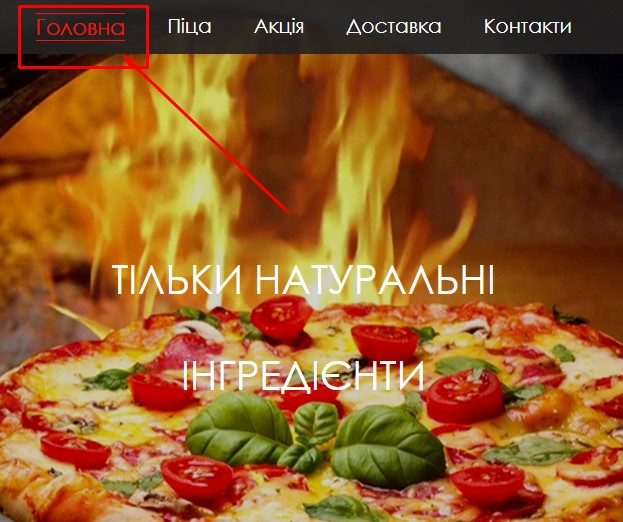 Головна Піца Акція Доставка Контакти
ТІЛЬКИ НАТУРАЛЬНІ
ІНГРЕДІЄНТИ